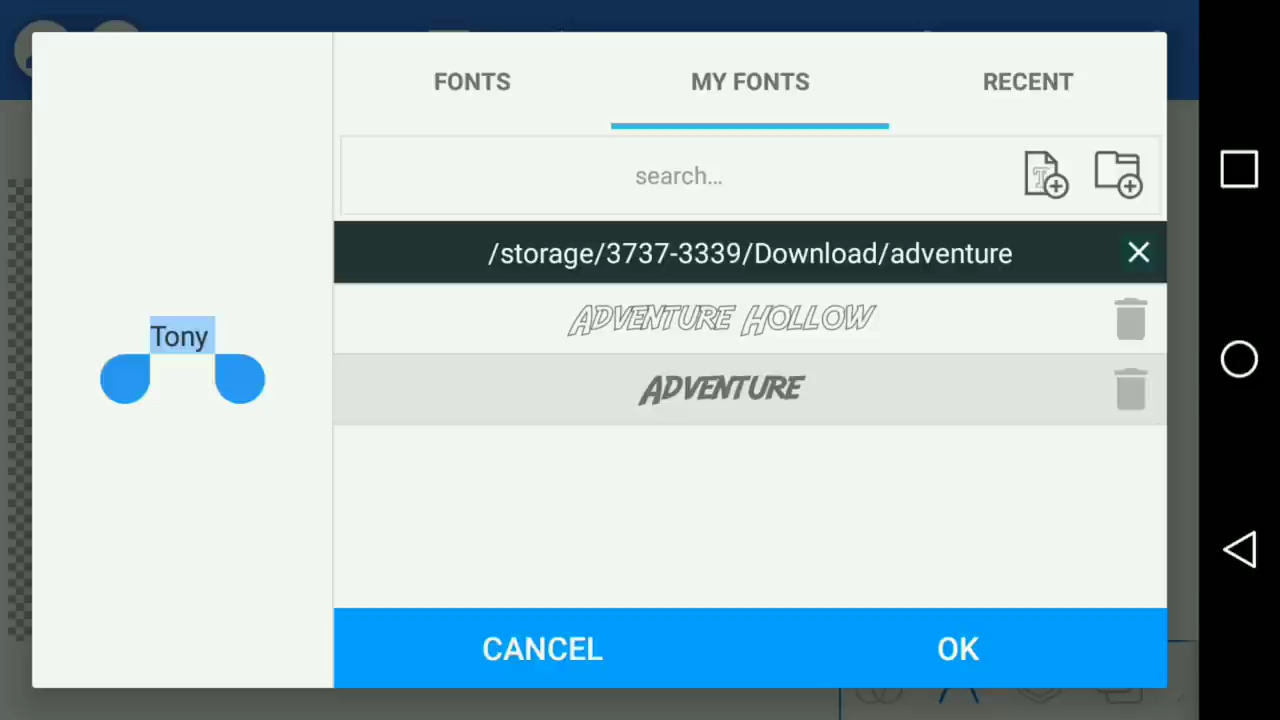 FONTS
MY FONTS
RECENT
search...
/storage/3737-3339/Download/adventure
ADVENTURE HOLLOW
ADVENTURE
Tony
CANCEL
OK